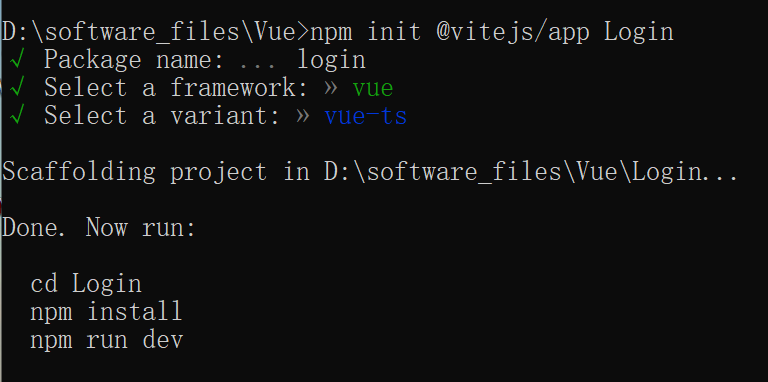 D:\software_files\Vue>npm init @vitejs/app Login
√ Package name: ... login
√ Select a framework: » vue
√ Select a variant: » vue-ts
Scaffolding project in D:\software_files\Vue\Login...
Done. Now run:
cd Login
npm install
npm run dev